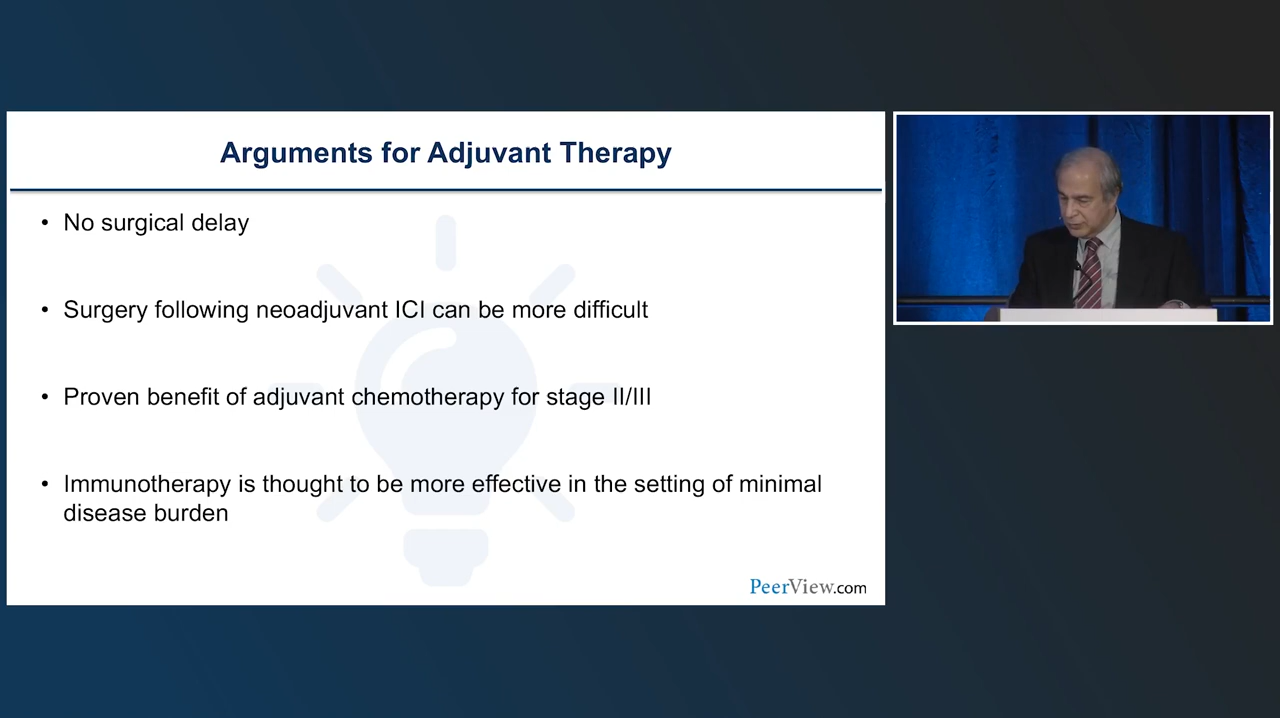 Arguments for Adjuvant Therapy
• No surgical delay
• Surgery following neoadjuvant ICI can be more difficult
• Proven benefit of adjuvant chemotherapy for stage II/III
• Immunotherapy is thought to be more effective in the setting of minimal
disease burden
PeerView.com